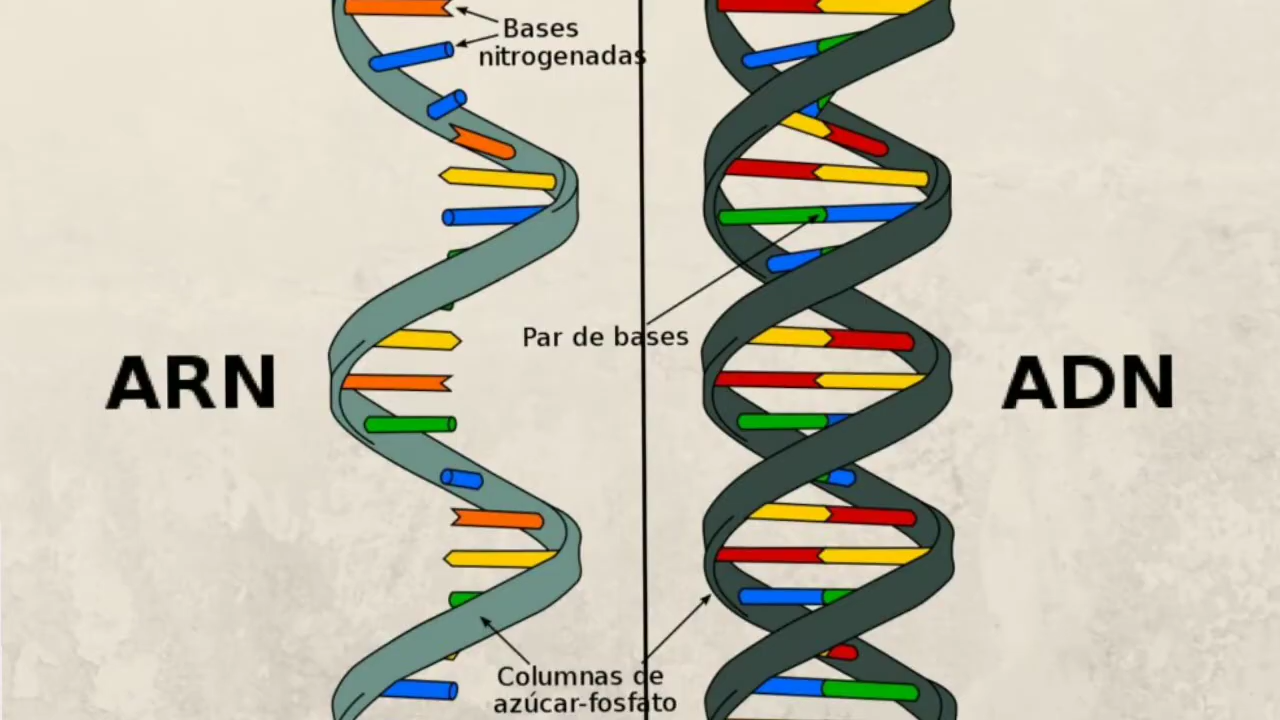 Bases
nitrogenadas
Par de bases
ARN
ADN
Columnas de
azúcar-fosfato